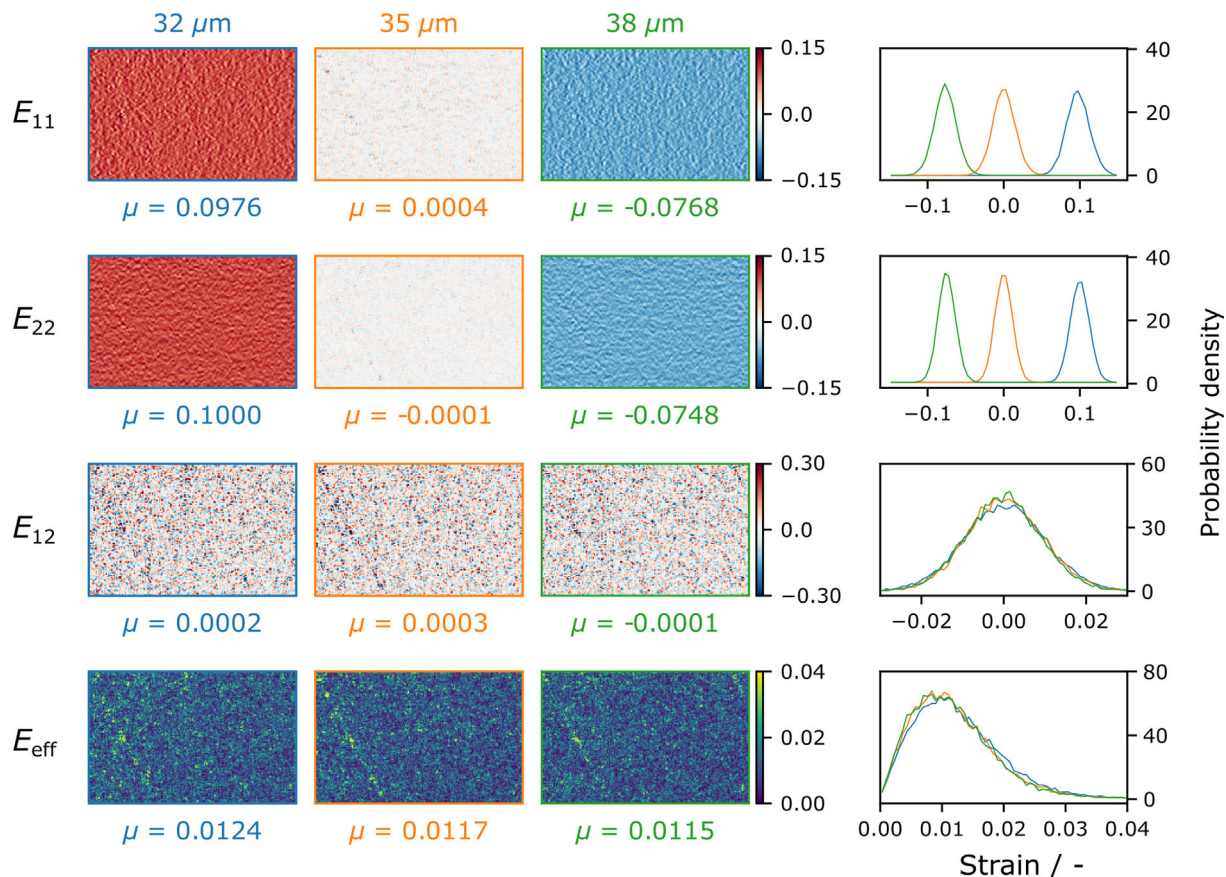 32 μm 35 μm 38 μm
E11
0.15
0.0
−0.15
40
20
0
−0.1 0.0 0.1
μ = 0.0976 μ = 0.0004 μ = -0.0768
E22
0.15
0.0
−0.15
40
20
0
−0.1 0.0 0.1
μ = 0.1000 μ = -0.0001 μ = -0.0748
Probability density
E12
0.30
0.0
−0.30
60
30
0
−0.02 0.00 0.02
μ = 0.0002 μ = 0.0003 μ = -0.0001
Eeff
0.04
0.02
0.00
80
40
0
0.00 0.01 0.02 0.03 0.04
μ = 0.0124 μ = 0.0117 μ = 0.0115
Strain / -